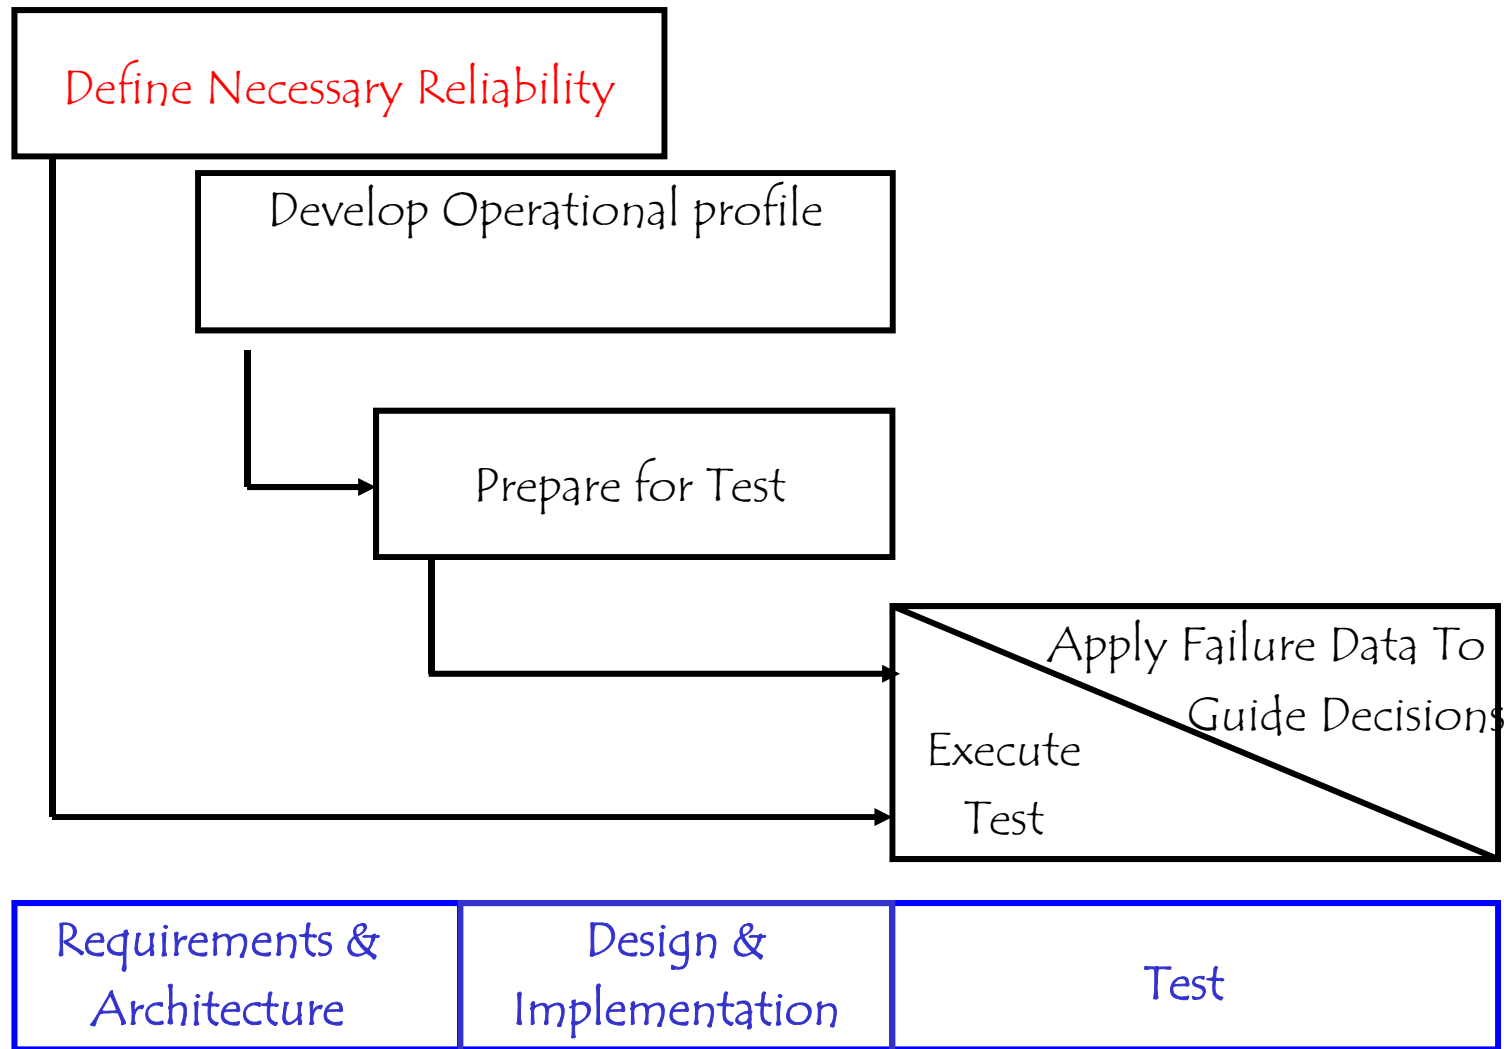 Define Necessary Reliability
Develop Operational profile
Prepare for Test
Apply Failure Data To
Guide Decisions
Execute
Test
Requirements &
Architecture
Design &
Implementation
Test